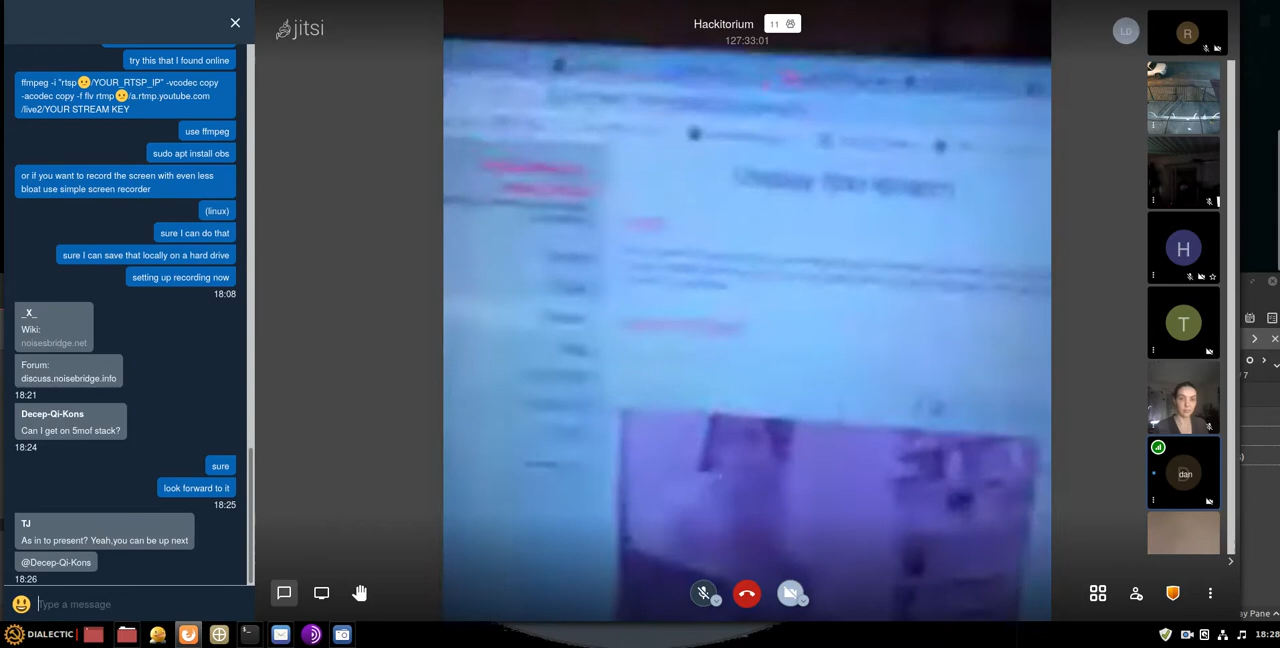 try this that I found online
ffmpeg -i "rtsp😕/YOUR_RTSP_IP" -vcodec copy
-acodec copy -f flv rtmp😕/a.rtmp.youtube.com
/live2/YOUR STREAM KEY
use ffmpeg
sudo apt install obs
or if you want to record the screen with even less
bloat use simple screen recorder
(linux)
sure I can do that
sure I can save that locally on a hard drive
setting up recording now
18:08
_X_
Wiki:
noisesbridge.net
Forum:
discuss.noisebridge.info
18:21
Decep-Qi-Kons
Can I get on 5mof stack?
18:24
sure
look forward to it
18:25
TJ
As in to present? Yeah,you can be up next
@Decep-Qi-Kons
18:26
Type a message
jitsi
Hackitorium
11
127:33:01
LD
R
H
T
dan
/ 7
ay Pane
DIALECTIC
18:28